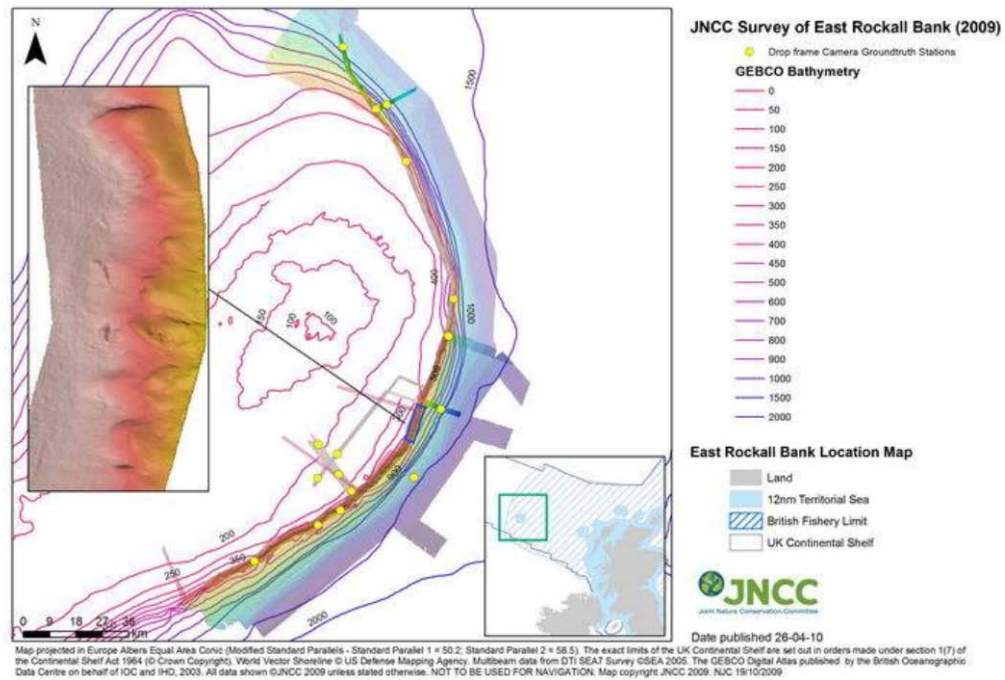 N
JNCC Survey of East Rockall Bank (2009)
Drop frame Camera Groundtruth Stations
GEBCO Bathymetry
0
50
100
150
200
250
300
350
400
450
500
600
700
800
900
1000
1500
2000
East Rockall Bank Location Map
Land
12nm Territorial Sea
British Fishery Limit
UK Continental Shelf
JNCC
Joint Nature Conservation Committee
Date published 26-04-10
1500
400
1000
150
100
100
200
350
250
2000
0 9 18 27 36
km
Map projected in Europe Albers Equal Area Conic (Modified Standard Parallels - Standard Parallel 1 = 50.2; Standard Parallel 2 = 58.5). The exact limits of the UK Continental Shelf are set out in orders made under section 1(7) of
the Continental Shelf Act 1964 (© Crown Copyright). World Vector Shoreline © US Defense Mapping Agency. Multibeam data from DTI SEA7 Survey ©SEA 2005. The GEBCO Digital Atlas published by the British Oceanographic
Data Centre on behalf of IOC and IHO, 2003. All data shown ©JNCC 2009 unless stated otherwise. NOT TO BE USED FOR NAVIGATION. Map copyright JNCC 2009. NJC 19/10/2009